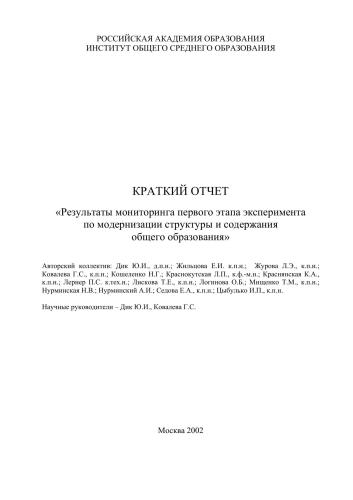 РОССИЙСКАЯ АКАДЕМИЯ ОБРАЗОВАНИЯ
ИНСТИТУТ ОБЩЕГО СРЕДНЕГО ОБРАЗОВАНИЯ
КРАТКИЙ ОТЧЕТ
«Результаты мониторинга первого этапа эксперимента
по модернизации структуры и содержания
общего образования»
Авторский коллектив: Дик Ю.И., д.п.н.; Жильцова Е.И. к.п.н.; Журова Л.Э., к.п.н.;
Ковалева Г.С., к.п.н.; Кошеленко Н.Г.; Краснокутская Л.П., к.ф.-м.н.; Краснянская К.А.,
к.п.н.; Лернер П.С. к.тех.н.; Лискова Т.Е., к.п.н.; Логинова О.Б.; Мищенко Т.М., к.п.н.;
Нурминская Н.В.; Нурминский А.И.; Седова Е.А., к.п.н.; Цыбулько И.П., к.п.н.
Научные руководители – Дик Ю.И., Ковалева Г.С.
Москва 2002